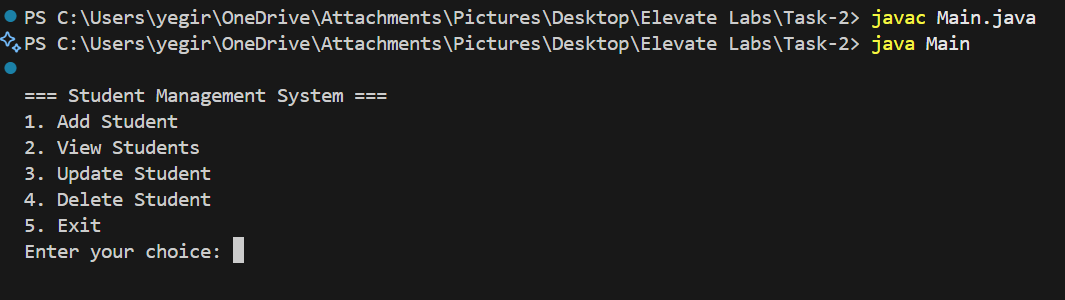 PS C:\Users\yegir\OneDrive\Attachments\Pictures\Desktop\Elevate Labs\Task-2> javac Main.java
PS C:\Users\yegir\OneDrive\Attachments\Pictures\Desktop\Elevate Labs\Task-2> java Main
=== Student Management System ===
1. Add Student
2. View Students
3. Update Student
4. Delete Student
5. Exit
Enter your choice: